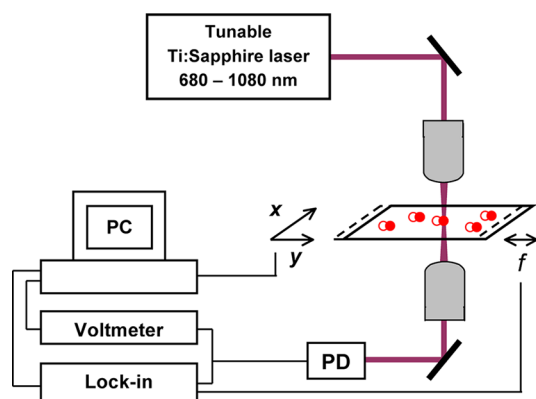 Tunable
Ti:Sapphire laser
680 – 1080 nm
x
PC
y
f
Voltmeter
PD
Lock-in